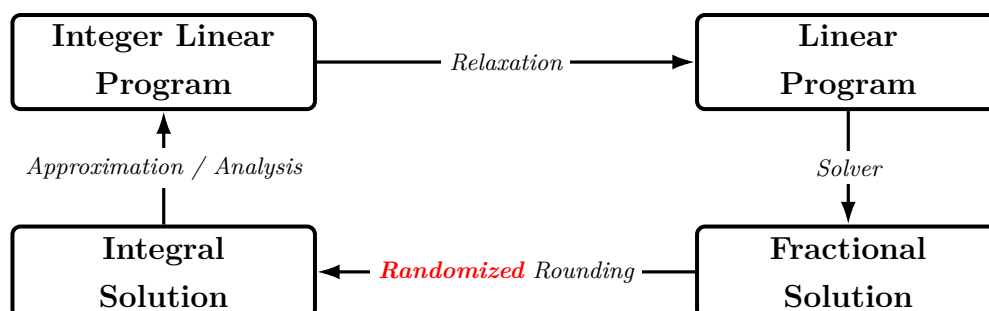 Integer Linear
Program
Relaxation
Linear
Program
Approximation / Analysis
Solver
Integral
Solution
Randomized Rounding
Fractional
Solution